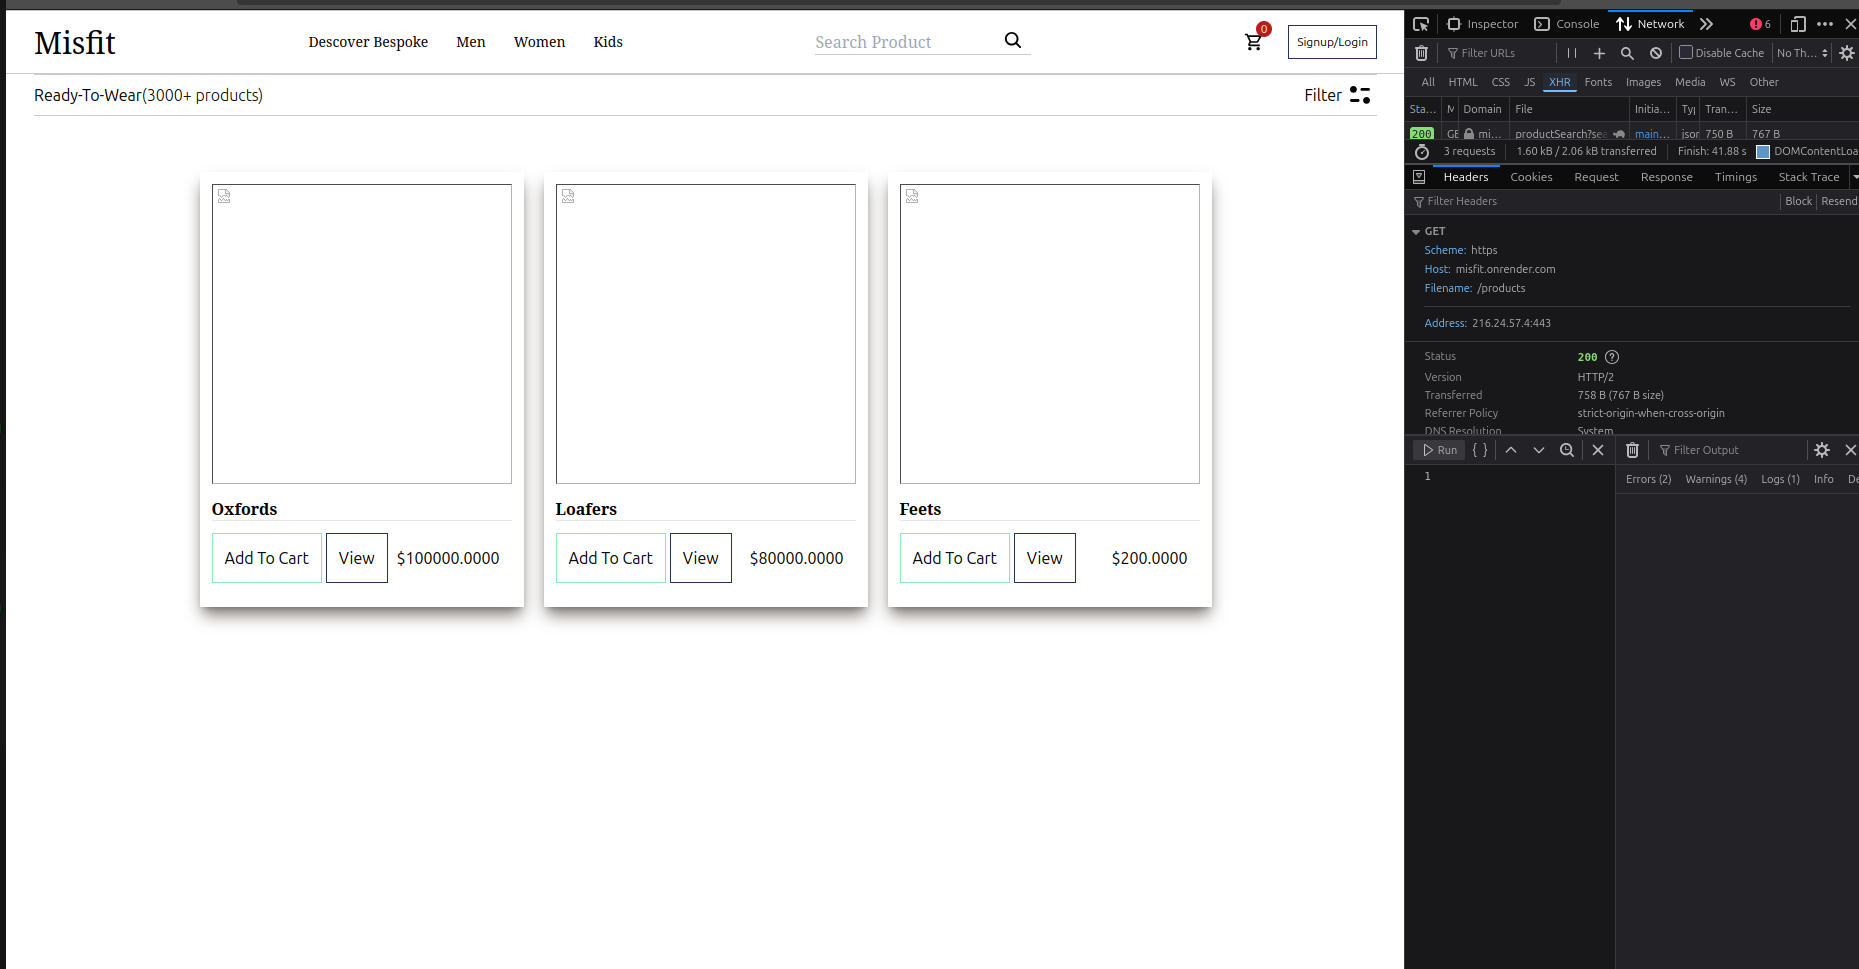 Misfit
Descover Bespoke Men Women Kids
Search Product
0
Signup/Login
Ready-To-Wear(3000+ products)
Filter
Oxfords
Add To Cart View $100000.0000
Loafers
Add To Cart View $80000.0000
Feets
Add To Cart View $200.0000
Inspector Console Network 6
Filter URLs Disable Cache No Th...
All HTML CSS JS XHR Fonts Images Media WS Other
Sta... M Domain File Initia... Tyj Tran... Size
200 GE mi... productSearch?sea main... jsor 750 B 767 B
3 requests 1.60 kB / 2.06 kB transferred Finish: 41.88 s DOMContentLoa
Headers Cookies Request Response Timings Stack Trace
Filter Headers Block Resend
GET
Scheme: https
Host: misfit.onrender.com
Filename: /products
Address: 216.24.57.4:443
Status 200 ?
Version HTTP/2
Transferred 758 B (767 B size)
Referrer Policy strict-origin-when-cross-origin
DNS Resolution System
Run { } Filter Output
1
Errors (2) Warnings (4) Logs (1) Info De